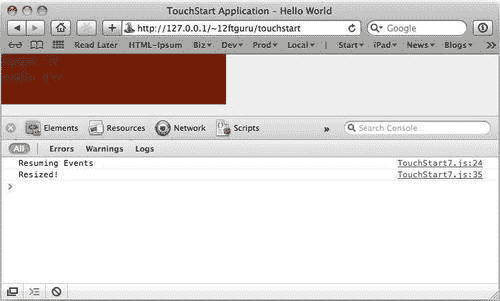 TouchStart Application - Hello World
http://127.0.0.1/~12ftguru/touchstart
Google
Read Later HTML-Ipsum Biz Dev Prod Local Start iPad News Blogs
Elements Resources Network Scripts » Search Console
All Errors Warnings Logs
Resuming Events TouchStart7.js:24
Resized! TouchStart7.js:35
>